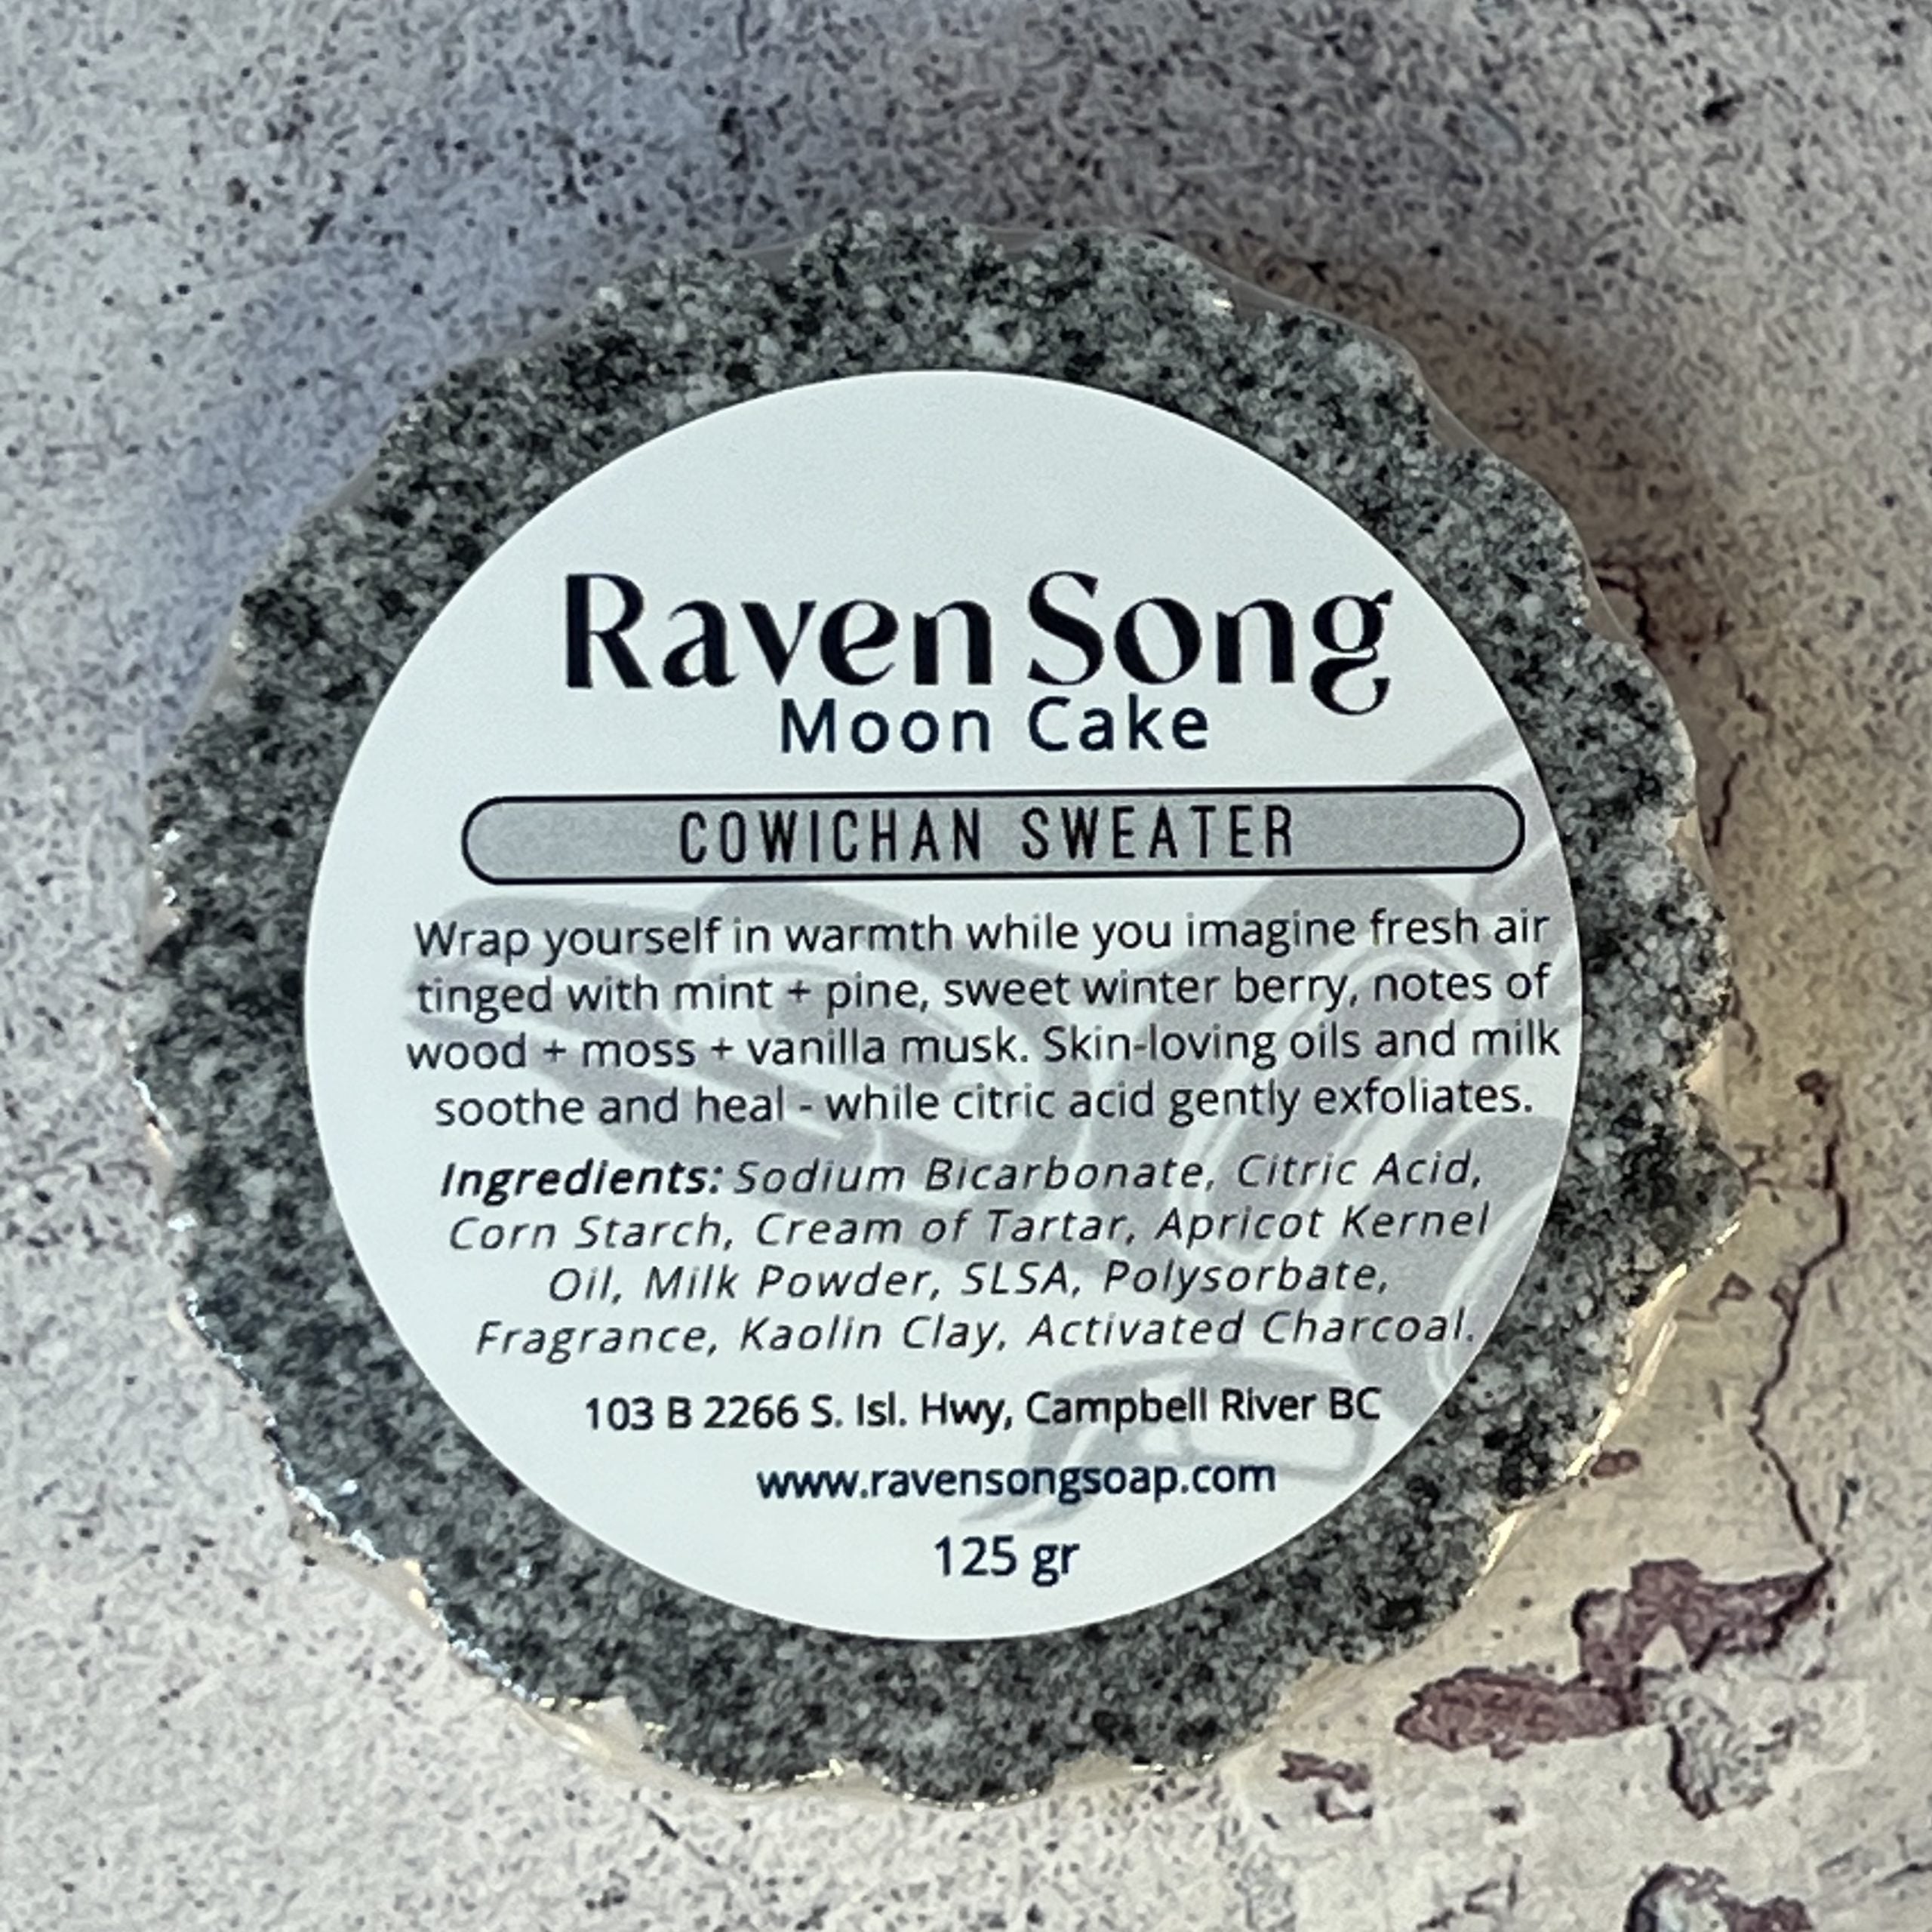 Raven Song
Moon Cake
COWICHAN SWEATER
Wrap yourself in warmth while you imagine fresh air
tinged with mint + pine, sweet winter berry, notes of
wood + moss + vanilla musk. Skin-loving oils and milk
soothe and heal - while citric acid gently exfoliates.
Ingredients: Sodium Bicarbonate, Citric Acid,
Corn Starch, Cream of Tartar, Apricot Kernel
Oil, Milk Powder, SLSA, Polysorbate,
Fragrance, Kaolin Clay, Activated Charcoal.
103 B 2266 S. Isl. Hwy, Campbell River BC
www.ravensongsoap.com
125 gr